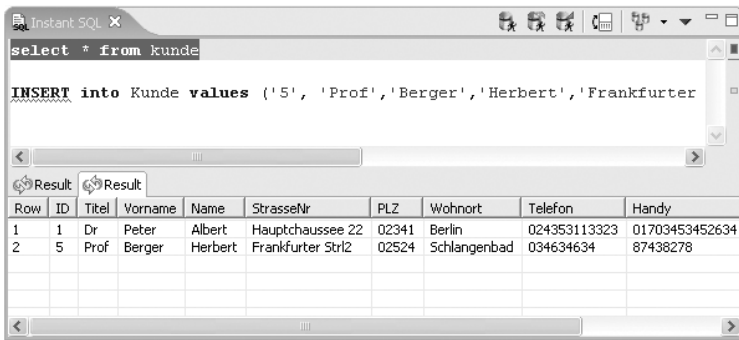 Instant SQL
select * from kunde
INSERT into Kunde values ('5', 'Prof','Berger','Herbert','Frankfurter
Result Result
Row ID Titel Vorname Name StrasseNr PLZ Wohnort Telefon Handy
1 1 Dr Peter Albert Hauptchaussee 22 02341 Berlin 024353113323 01703453452634
2 5 Prof Berger Herbert Frankfurter Strl2 02524 Schlangenbad 034634634 87438278